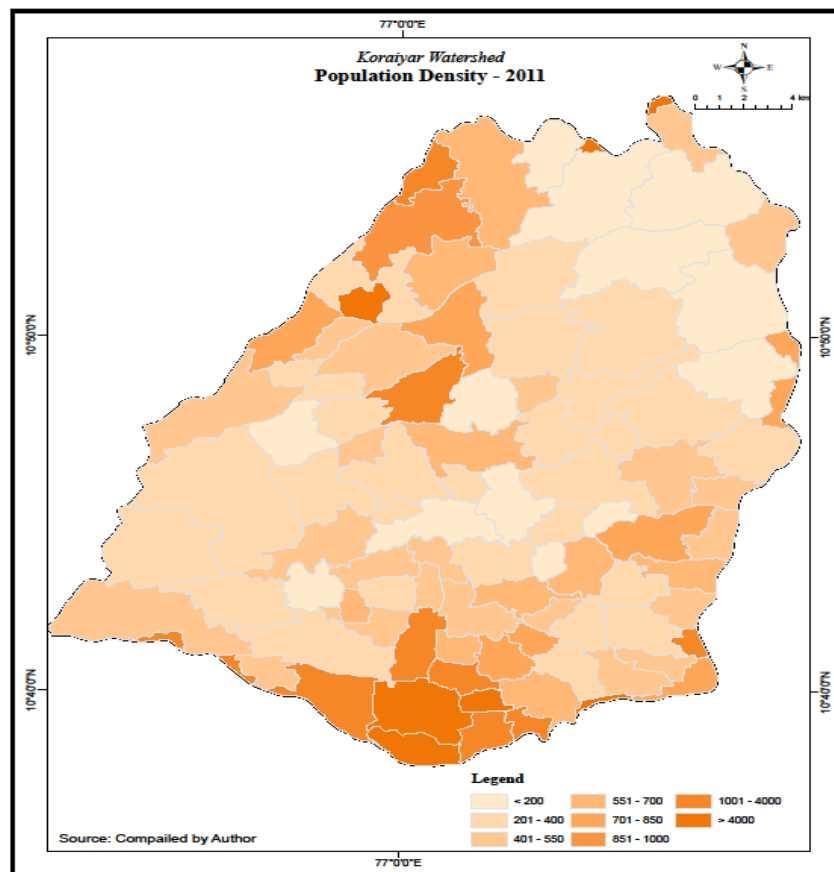 77°0'0"E
Koraiyar Watershed
Population Density - 2011
N
W E
S
0 1 2 4 km
10°50'0"N
10°50'0"N
10°40'0"N
10°40'0"N
Legend
< 200
201 - 400
401 - 550
551 - 700
701 - 850
851 - 1000
1001 - 4000
> 4000
Source: Compailed by Author
77°0'0"E